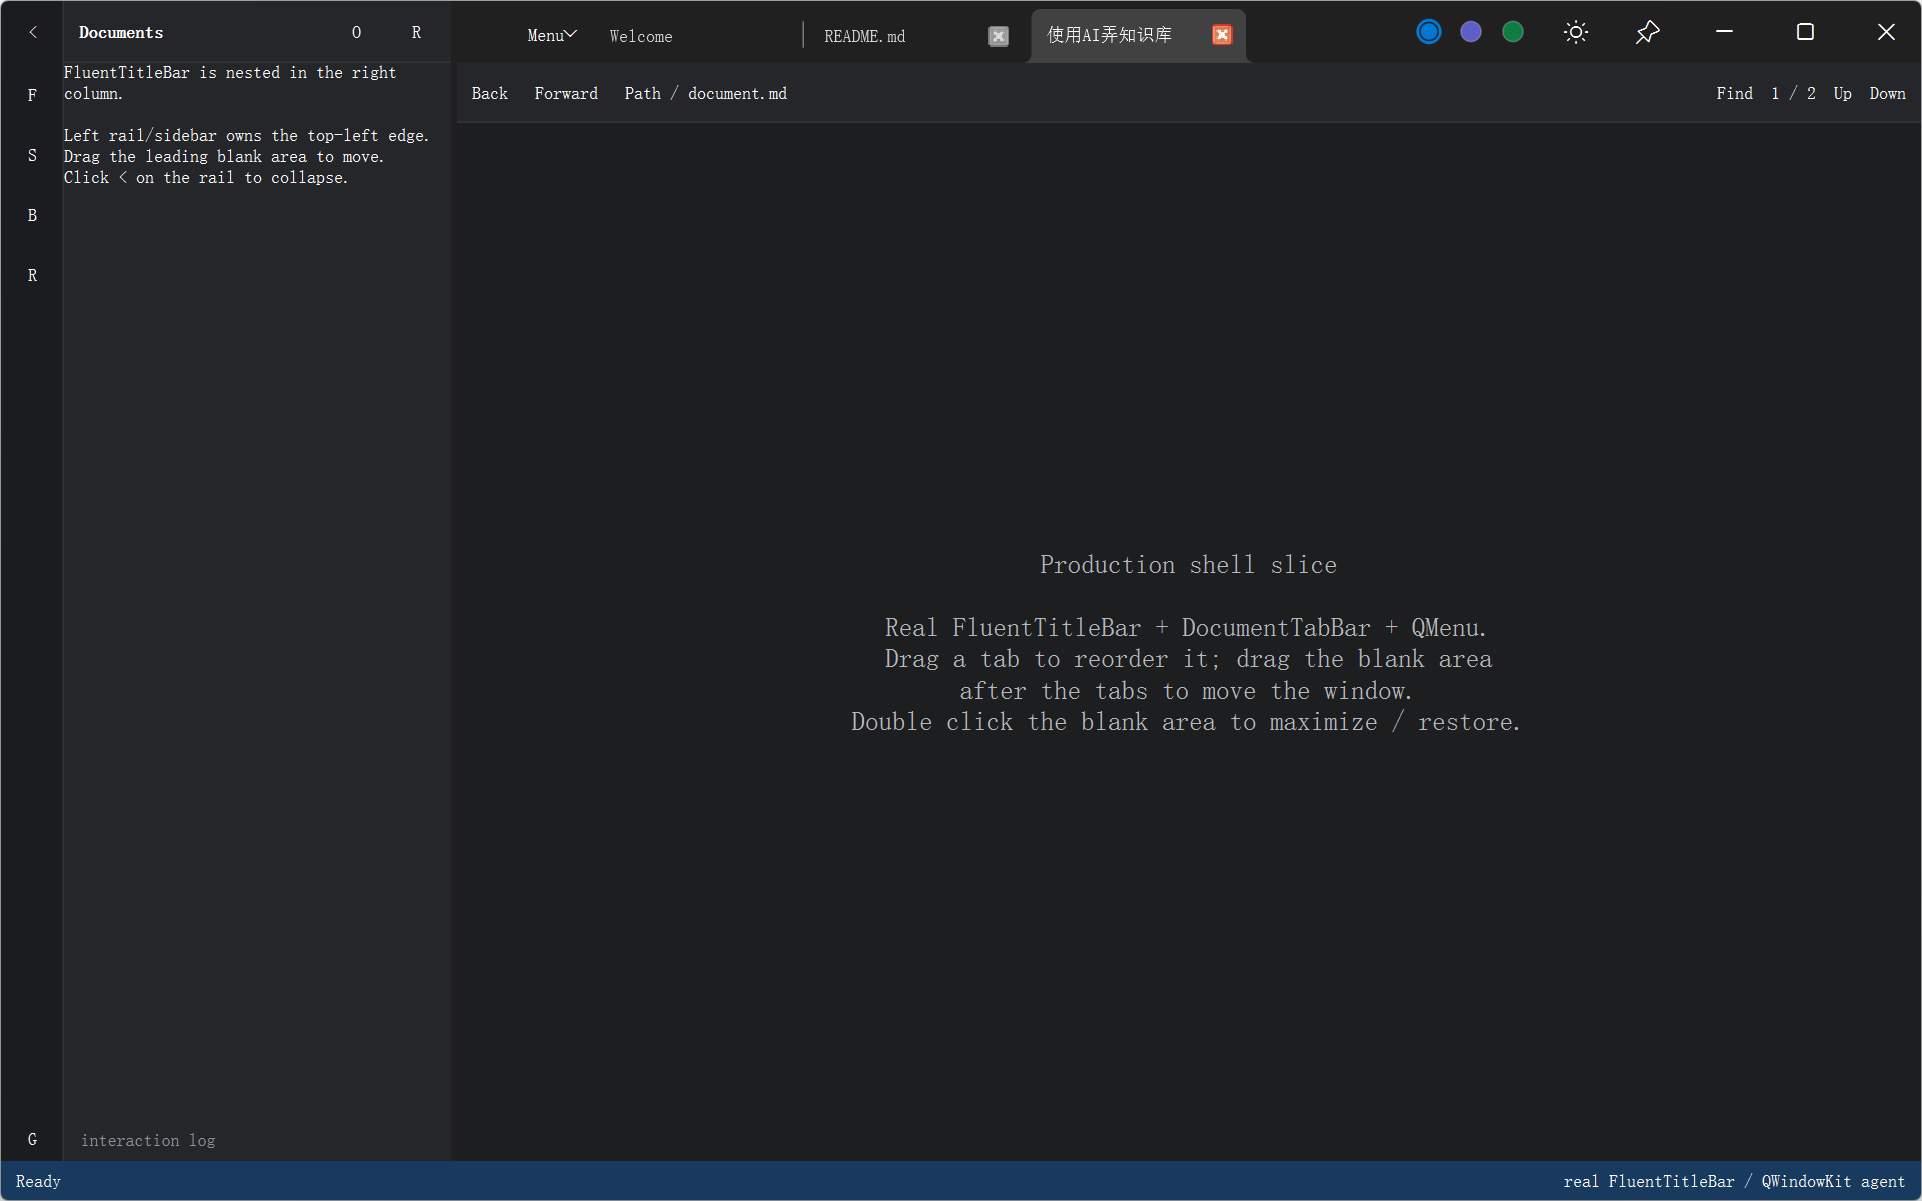 < Documents O R
Menu Welcome README.md 使用AI弄知识库
F
S
B
R
G
FluentTitleBar is nested in the right
column.
Left rail/sidebar owns the top-left edge.
Drag the leading blank area to move.
Click < on the rail to collapse.
interaction log
Back Forward Path / document.md
Find 1 / 2 Up Down
Production shell slice
Real FluentTitleBar + DocumentTabBar + QMenu.
Drag a tab to reorder it; drag the blank area
after the tabs to move the window.
Double click the blank area to maximize / restore.
Ready
real FluentTitleBar / QWindowKit agent